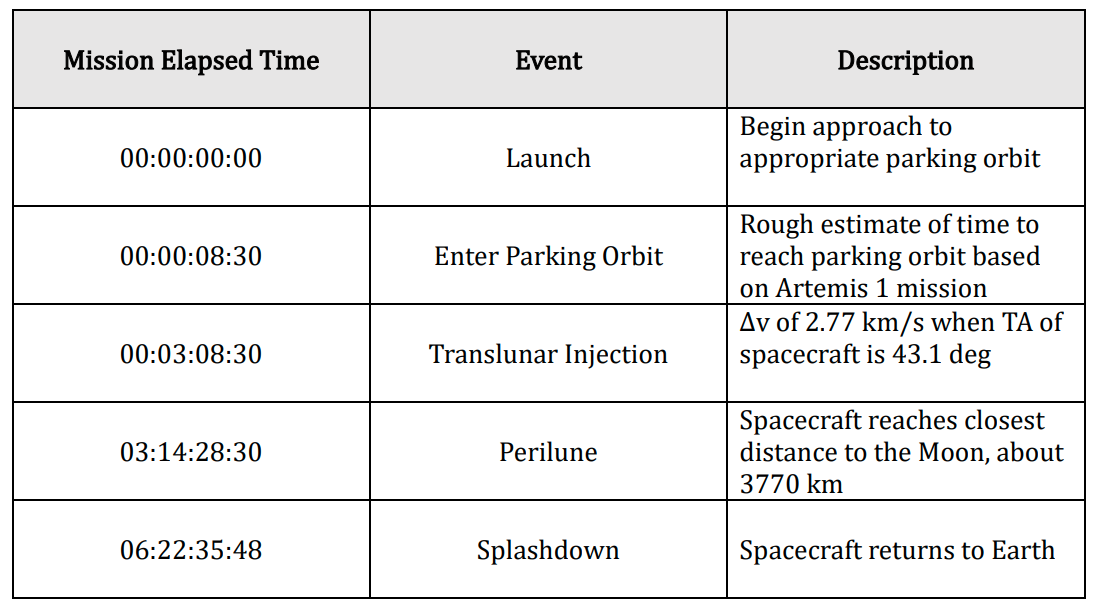 Mission Elapsed Time
Event
Description
00:00:00:00
Launch
Begin approach to
appropriate parking orbit
00:00:08:30
Enter Parking Orbit
Rough estimate of time to
reach parking orbit based
on Artemis 1 mission
00:03:08:30
Translunar Injection
Δv of 2.77 km/s when TA of
spacecraft is 43.1 deg
03:14:28:30
Perilune
Spacecraft reaches closest
distance to the Moon, about
3770 km
06:22:35:48
Splashdown
Spacecraft returns to Earth